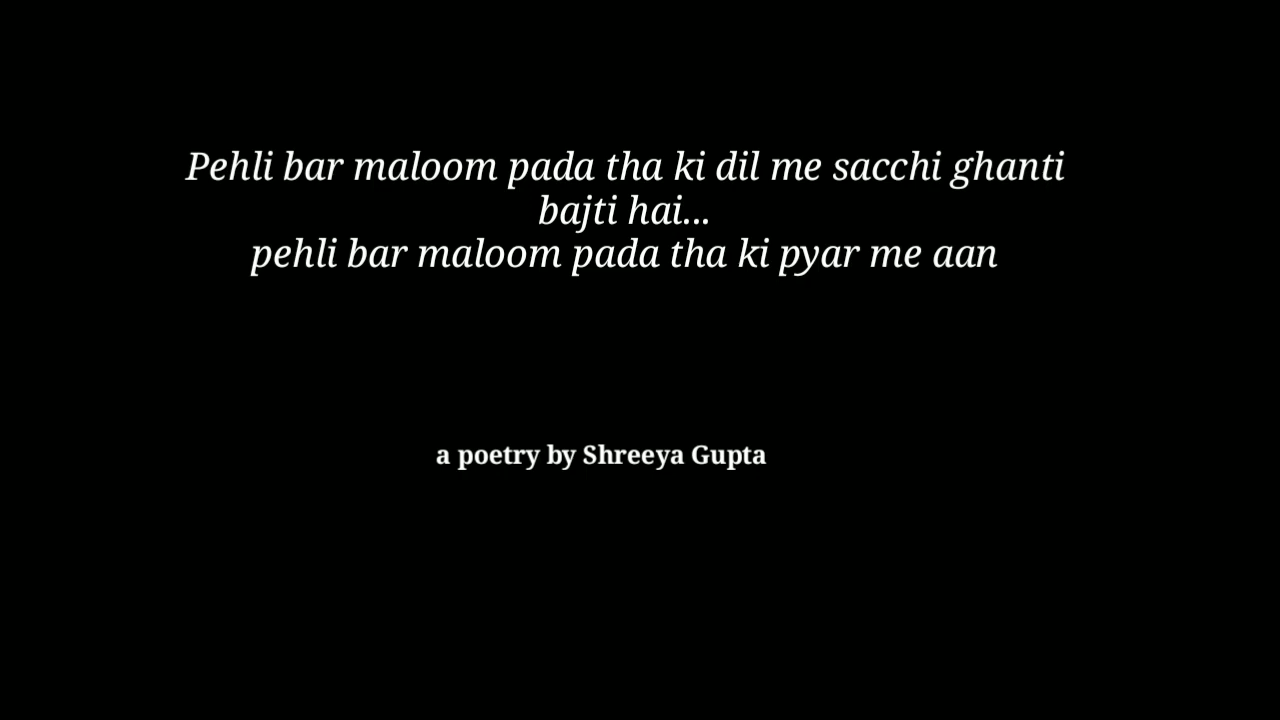 Pehli bar maloom pada tha ki dil me sacchi ghanti
bajti hai...
pehli bar maloom pada tha ki pyar me aan
a poetry by Shreeya Gupta